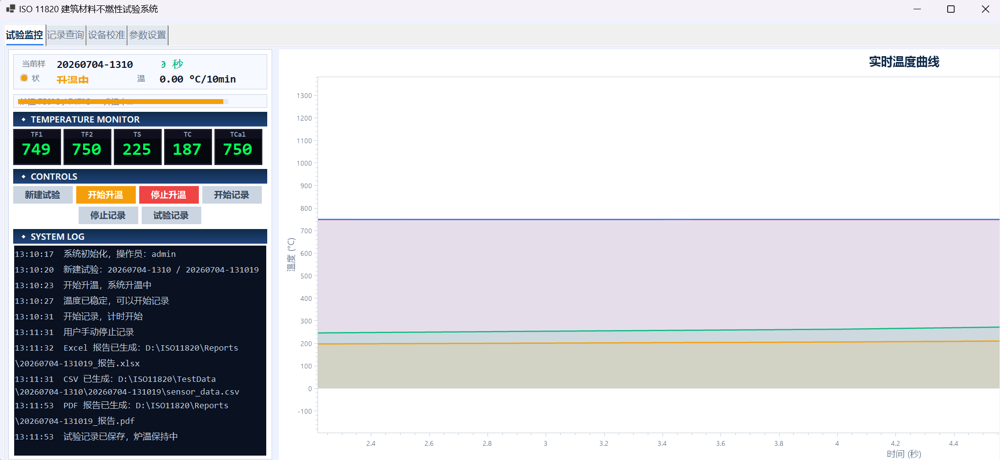 ISO 11820 建筑材料不燃性试验系统
试验监控 记录查询 设备校准 参数设置
当前样 20260704-1310 0 秒
状 升温中 温 0.00 °C/10min
◆ TEMPERATURE MONITOR
TF1 TF2 TS TC TCal
749 750 225 187 750
◆ CONTROLS
新建试验 开始升温 停止升温 开始记录
停止记录 试验记录
◆ SYSTEM LOG
13:10:17 系统初始化, 操作员: admin
13:10:20 新建试验: 20260704-1310 / 20260704-131019
13:10:23 开始升温, 系统升温中
13:10:27 温度已稳定, 可以开始记录
13:10:31 开始记录, 计时开始
13:11:31 用户手动停止记录
13:11:32 Excel 报告已生成: D:\ISO11820\Reports
\20260704-131019_报告.xlsx
13:11:31 CSV 已生成: D:\ISO11820\TestData
\20260704-1310\20260704-131019\sensor_data.csv
13:11:53 PDF 报告已生成: D:\ISO11820\Reports
\20260704-131019_报告.pdf
13:11:53 试验记录已保存, 炉温保持中
实时温度曲线
1300
1200
1100
1000
900
800
700
600
500
400
300
200
100
0
-100
温度 (°C)
2.4 2.6 2.8 3 3.2 3.4 3.6 3.8 4 4.2 4.4
时间 (秒)